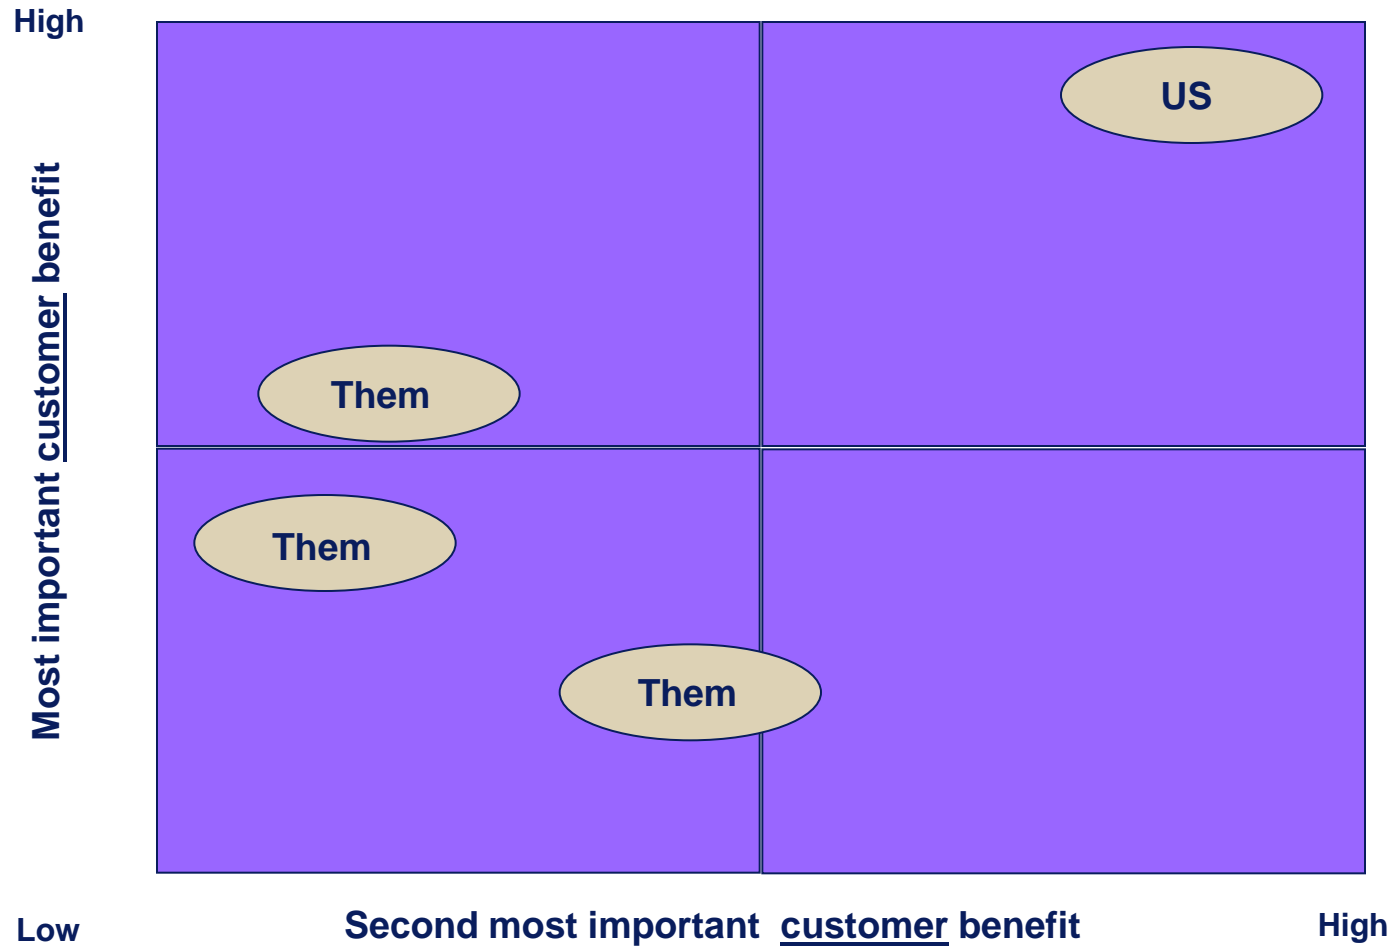 High
US
Most important customer benefit
Them
Them
Them
Low
Second most important customer benefit
High